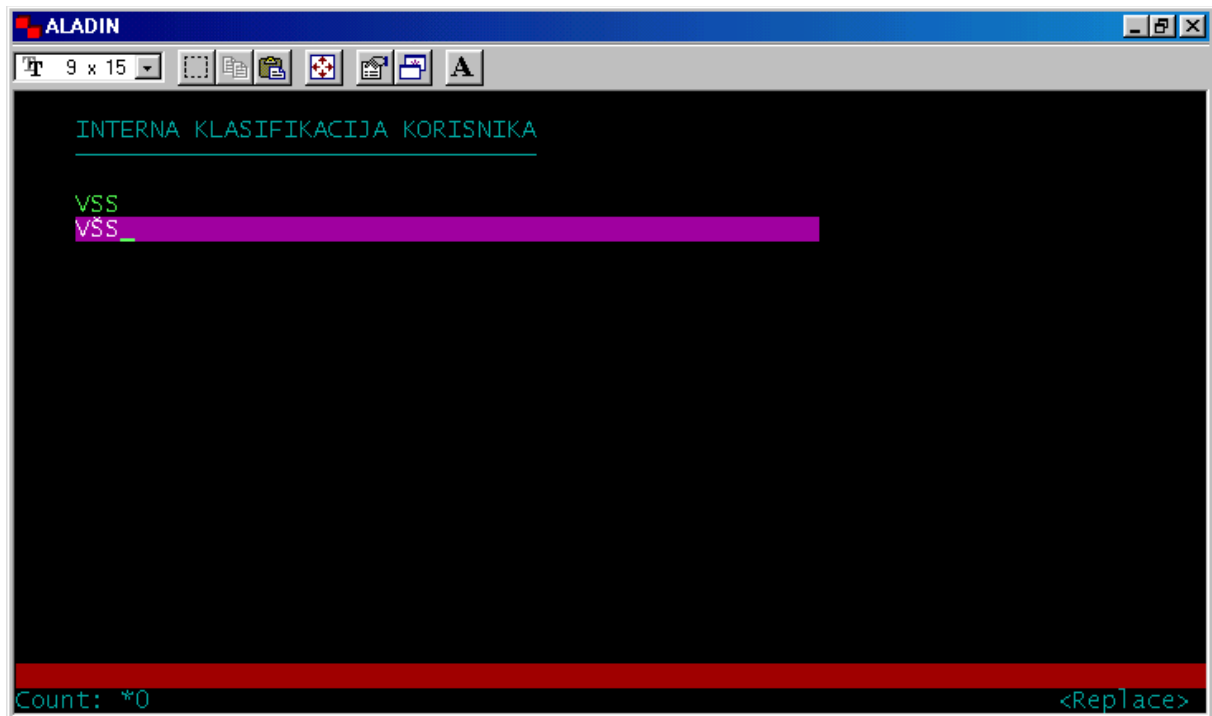 ALADIN
9 x 15
A
INTERNA KLASIFIKACIJA KORISNIKA
VSS
VŠS_
Count: *0 <Replace>